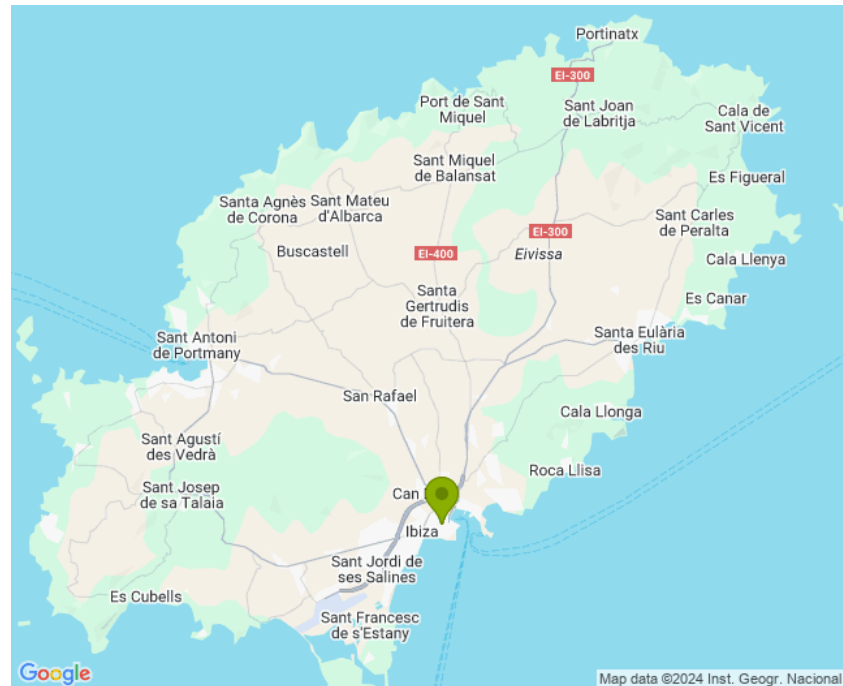 Portinatx
EI-300
Port de Sant
Miquel
Sant Joan
de Labritja
Cala de
Sant Vicent
Sant Miquel
de Balansat
Es Figueral
Santa Agnès
de Corona
Sant Mateu
d'Albarca
Sant Carles
de Peralta
EI-300
Buscastell
EI-400
Eivissa
Cala Llenya
Santa
Gertrudis
de Fruitera
Es Canar
Sant Antoni
de Portmany
Santa Eulària
des Riu
San Rafael
Cala Llonga
Sant Agustí
des Vedrà
Roca Llisa
Sant Josep
de sa Talaia
Can
Ibiza
Sant Jordi de
ses Salines
Es Cubells
Sant Francesc
de s'Estany
Google
Map data ©2024 Inst. Geogr. Nacional